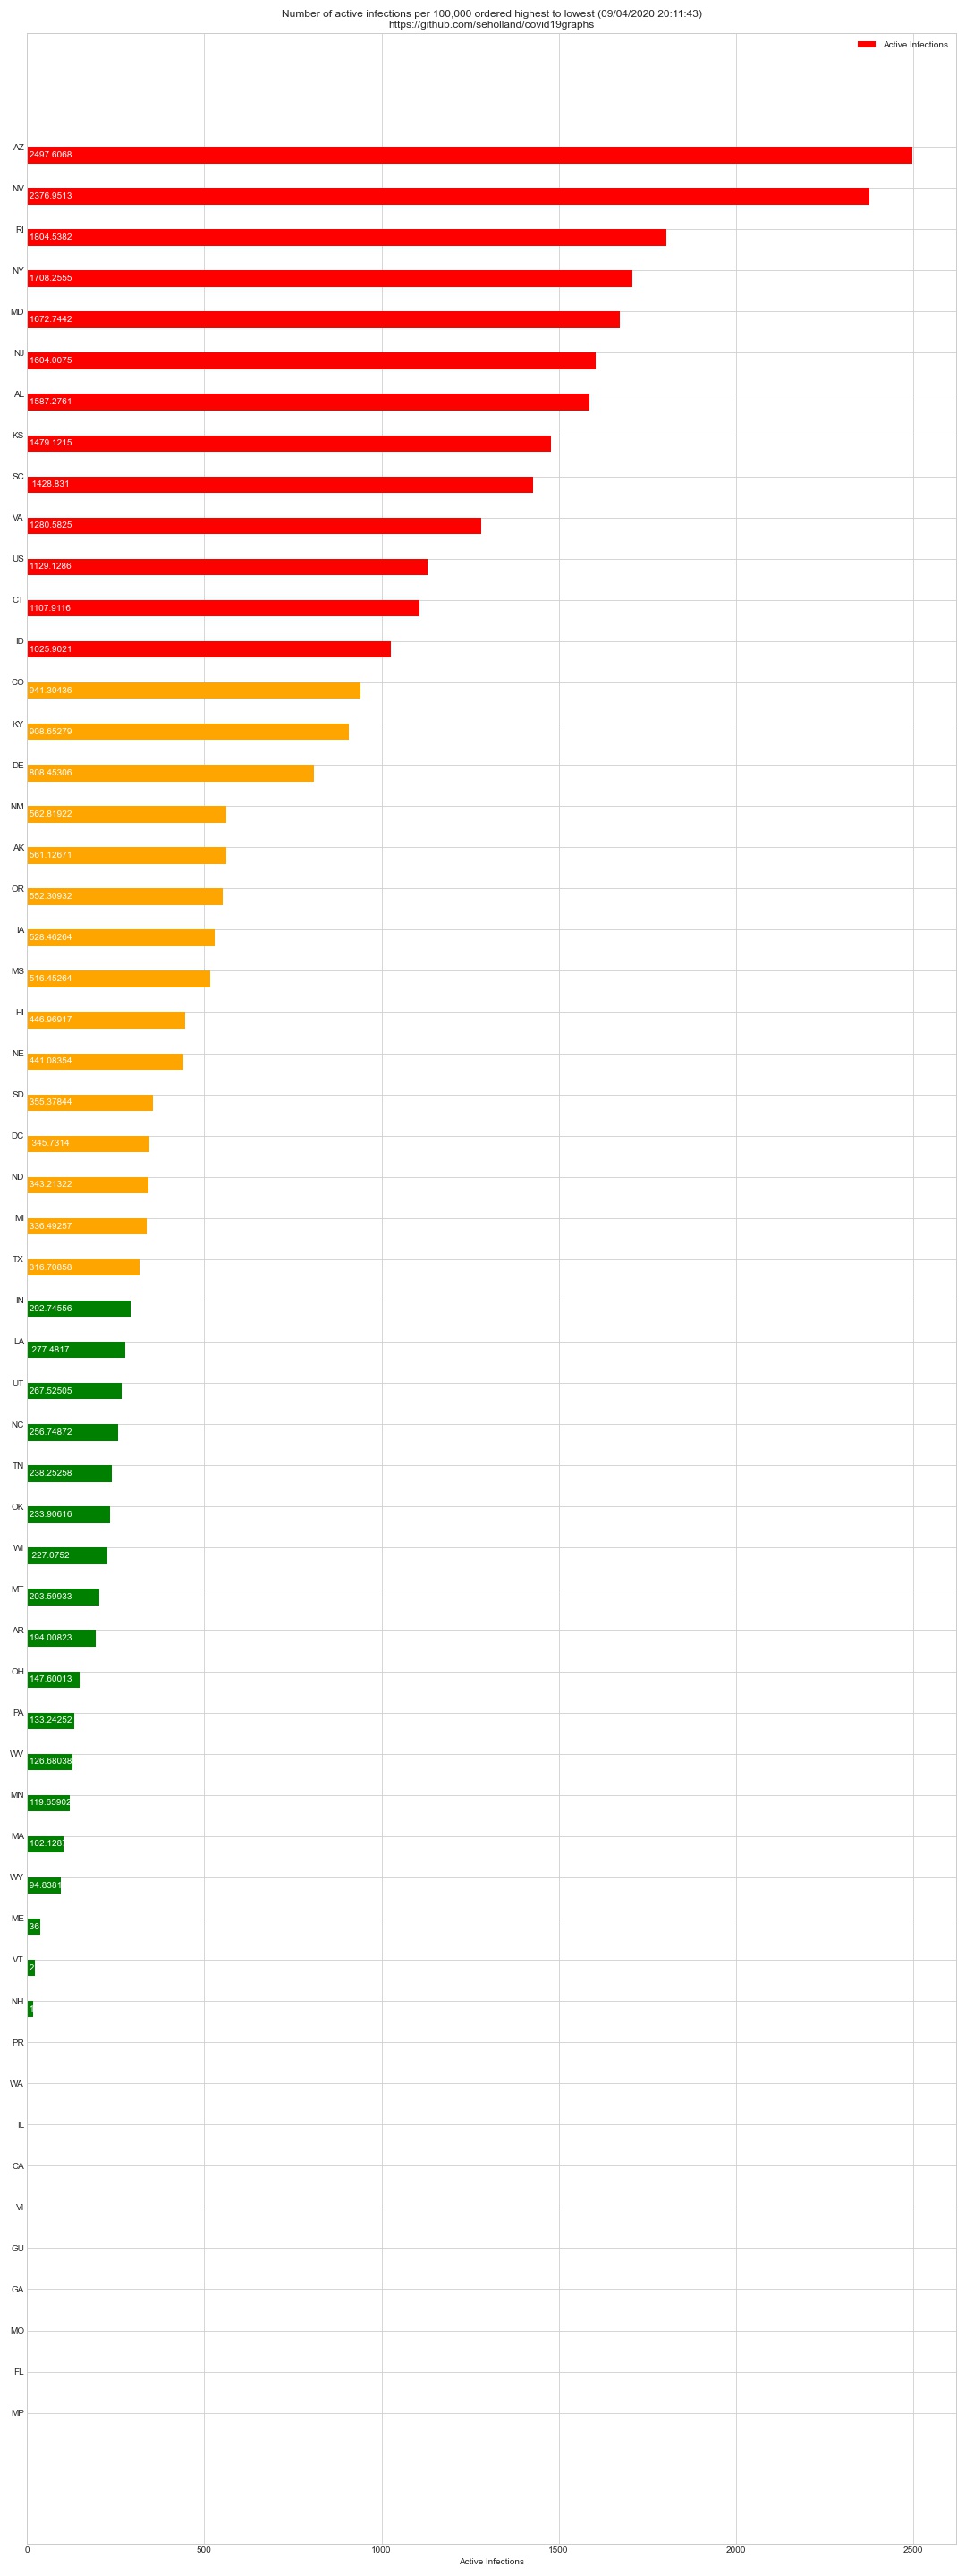 Number of active infections per 100,000 ordered highest to lowest (09/04/2020 20:11:43)
https://github.com/seholland/covid19graphs
Active Infections
AZ 2497.6068
NV 2376.9513
RI 1804.5382
NY 1708.2555
MD 1672.7442
NJ 1604.0075
AL 1587.2761
KS 1479.1215
SC 1428.831
VA 1280.5825
US 1129.1286
CT 1107.9116
ID 1025.9021
CO 941.30436
KY 908.65279
DE 808.45306
NM 562.81922
AK 561.12671
OR 552.30932
IA 528.46264
MS 516.45264
HI 446.96917
NE 441.08354
SD 355.37844
DC 345.7314
ND 343.21322
MI 336.49257
TX 316.70858
IN 292.74556
LA 277.4817
UT 267.52505
NC 256.74872
TN 238.25258
OK 233.90616
WI 227.0752
MT 203.59933
AR 194.00823
OH 147.60013
PA 133.24252
WV 126.68038
MN 119.65902
MA 102.128
WY 94.8381
ME 36
VT 2
NH
PR
WA
IL
CA
VI
GU
GA
MO
FL
MP
0 500 1000 1500 2000 2500
Active Infections